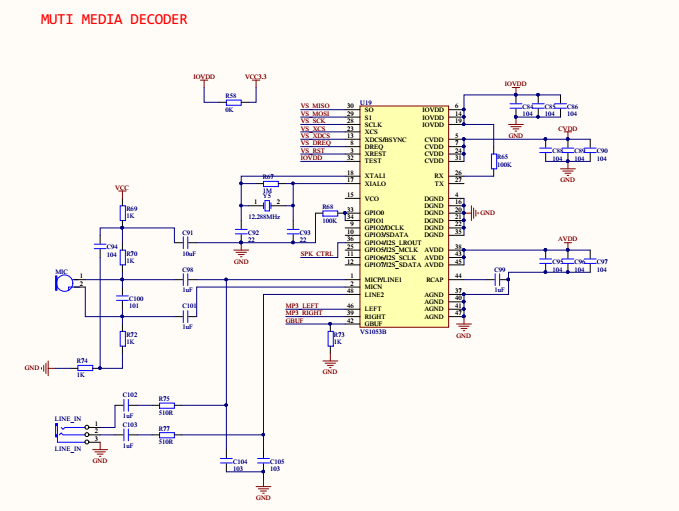 MUTI MEDIA DECODER
IOVDD VCC3.3
R58
0K
IOVDD
C84 C85 C86
104 104 104
GND
U19
VS_MISO 30 SO IOVDD 6
VS_MOSI 29 S1 IOVDD 14
VS_SCK 28 SCLK IOVDD 19
VS_XCS 23 XCS
VS_XDCS 13 XDCS/BSYNC CVDD 5
VS_DREQ 8 DREQ CVDD 7
VS_RST 3 XREST CVDD 24
IOVDD 32 TEST CVDD 31
CVDD
C90
104 104 104
GND
R65
100K
18 XTALI RX 26
17 XIALO TX 27
R67
1M
1 2
12.288MHz
C92 C93
22 22
GND
R68
100K
15 VCO DGND 4
DGND 16
33 GPIO0 DGND 20
34 GPIO1 DGND 21
9 GPIO2/DCLK DGND 22
10 GPIO3/SDATA DGND 35
GND
36 GPIO4/I2S_LROUT
SPK_CTRL 25 GPIO5/I2S_MCLK AVDD 38
11 GPIO6/I2S_SCLK AVDD 43
12 GPIO7/I2S_SDATA AVDD 45
AVDD
C95 C96 C97
104 104 104
1 MICP/LINE1 RCAP 44
2 MICN
48 LINE2 AGND 37
AGND 40
MP3_LEFT 46 LEFT AGND 41
MP3_RIGHT 39 RIGHT AGND 47
GBUF 42 GBUF
VS1053B
C99
1uF
GND
R73
1K
GND
VCC
R69
1K
C91
10uF
C94
104
R70
1K
MIC
1
2
C98
1uF
C100
101
C101
1uF
R72
1K
GND
R74
1K
C102
1uF
R75
510R
LINE_IN
1
2
3
LINE_IN
C103
1uF
R77
510R
GND
C104
103
C105
103
GND